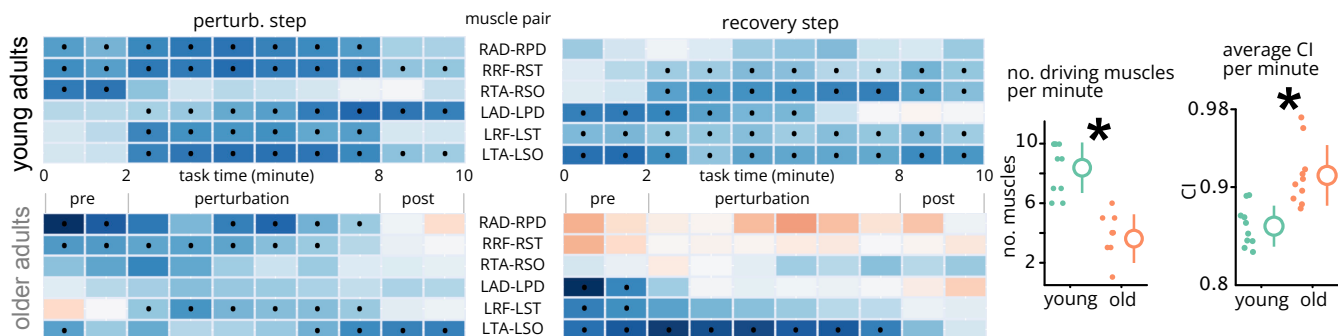 perturb. step
muscle pair
recovery step
young adults
RAD-RPD
RRF-RST
RTA-RSO
LAD-LPD
LRF-LST
LTA-LSO
0 2 task time (minute) 8 10
0 2 task time (minute) 8 10
pre perturbation post
pre perturbation post
older adults
RAD-RPD
RRF-RST
RTA-RSO
LAD-LPD
LRF-LST
LTA-LSO
no. driving muscles
per minute
*
no. muscles
10
6
2
young old
average CI
per minute
*
CI
0.98
0.9
0.8
young old